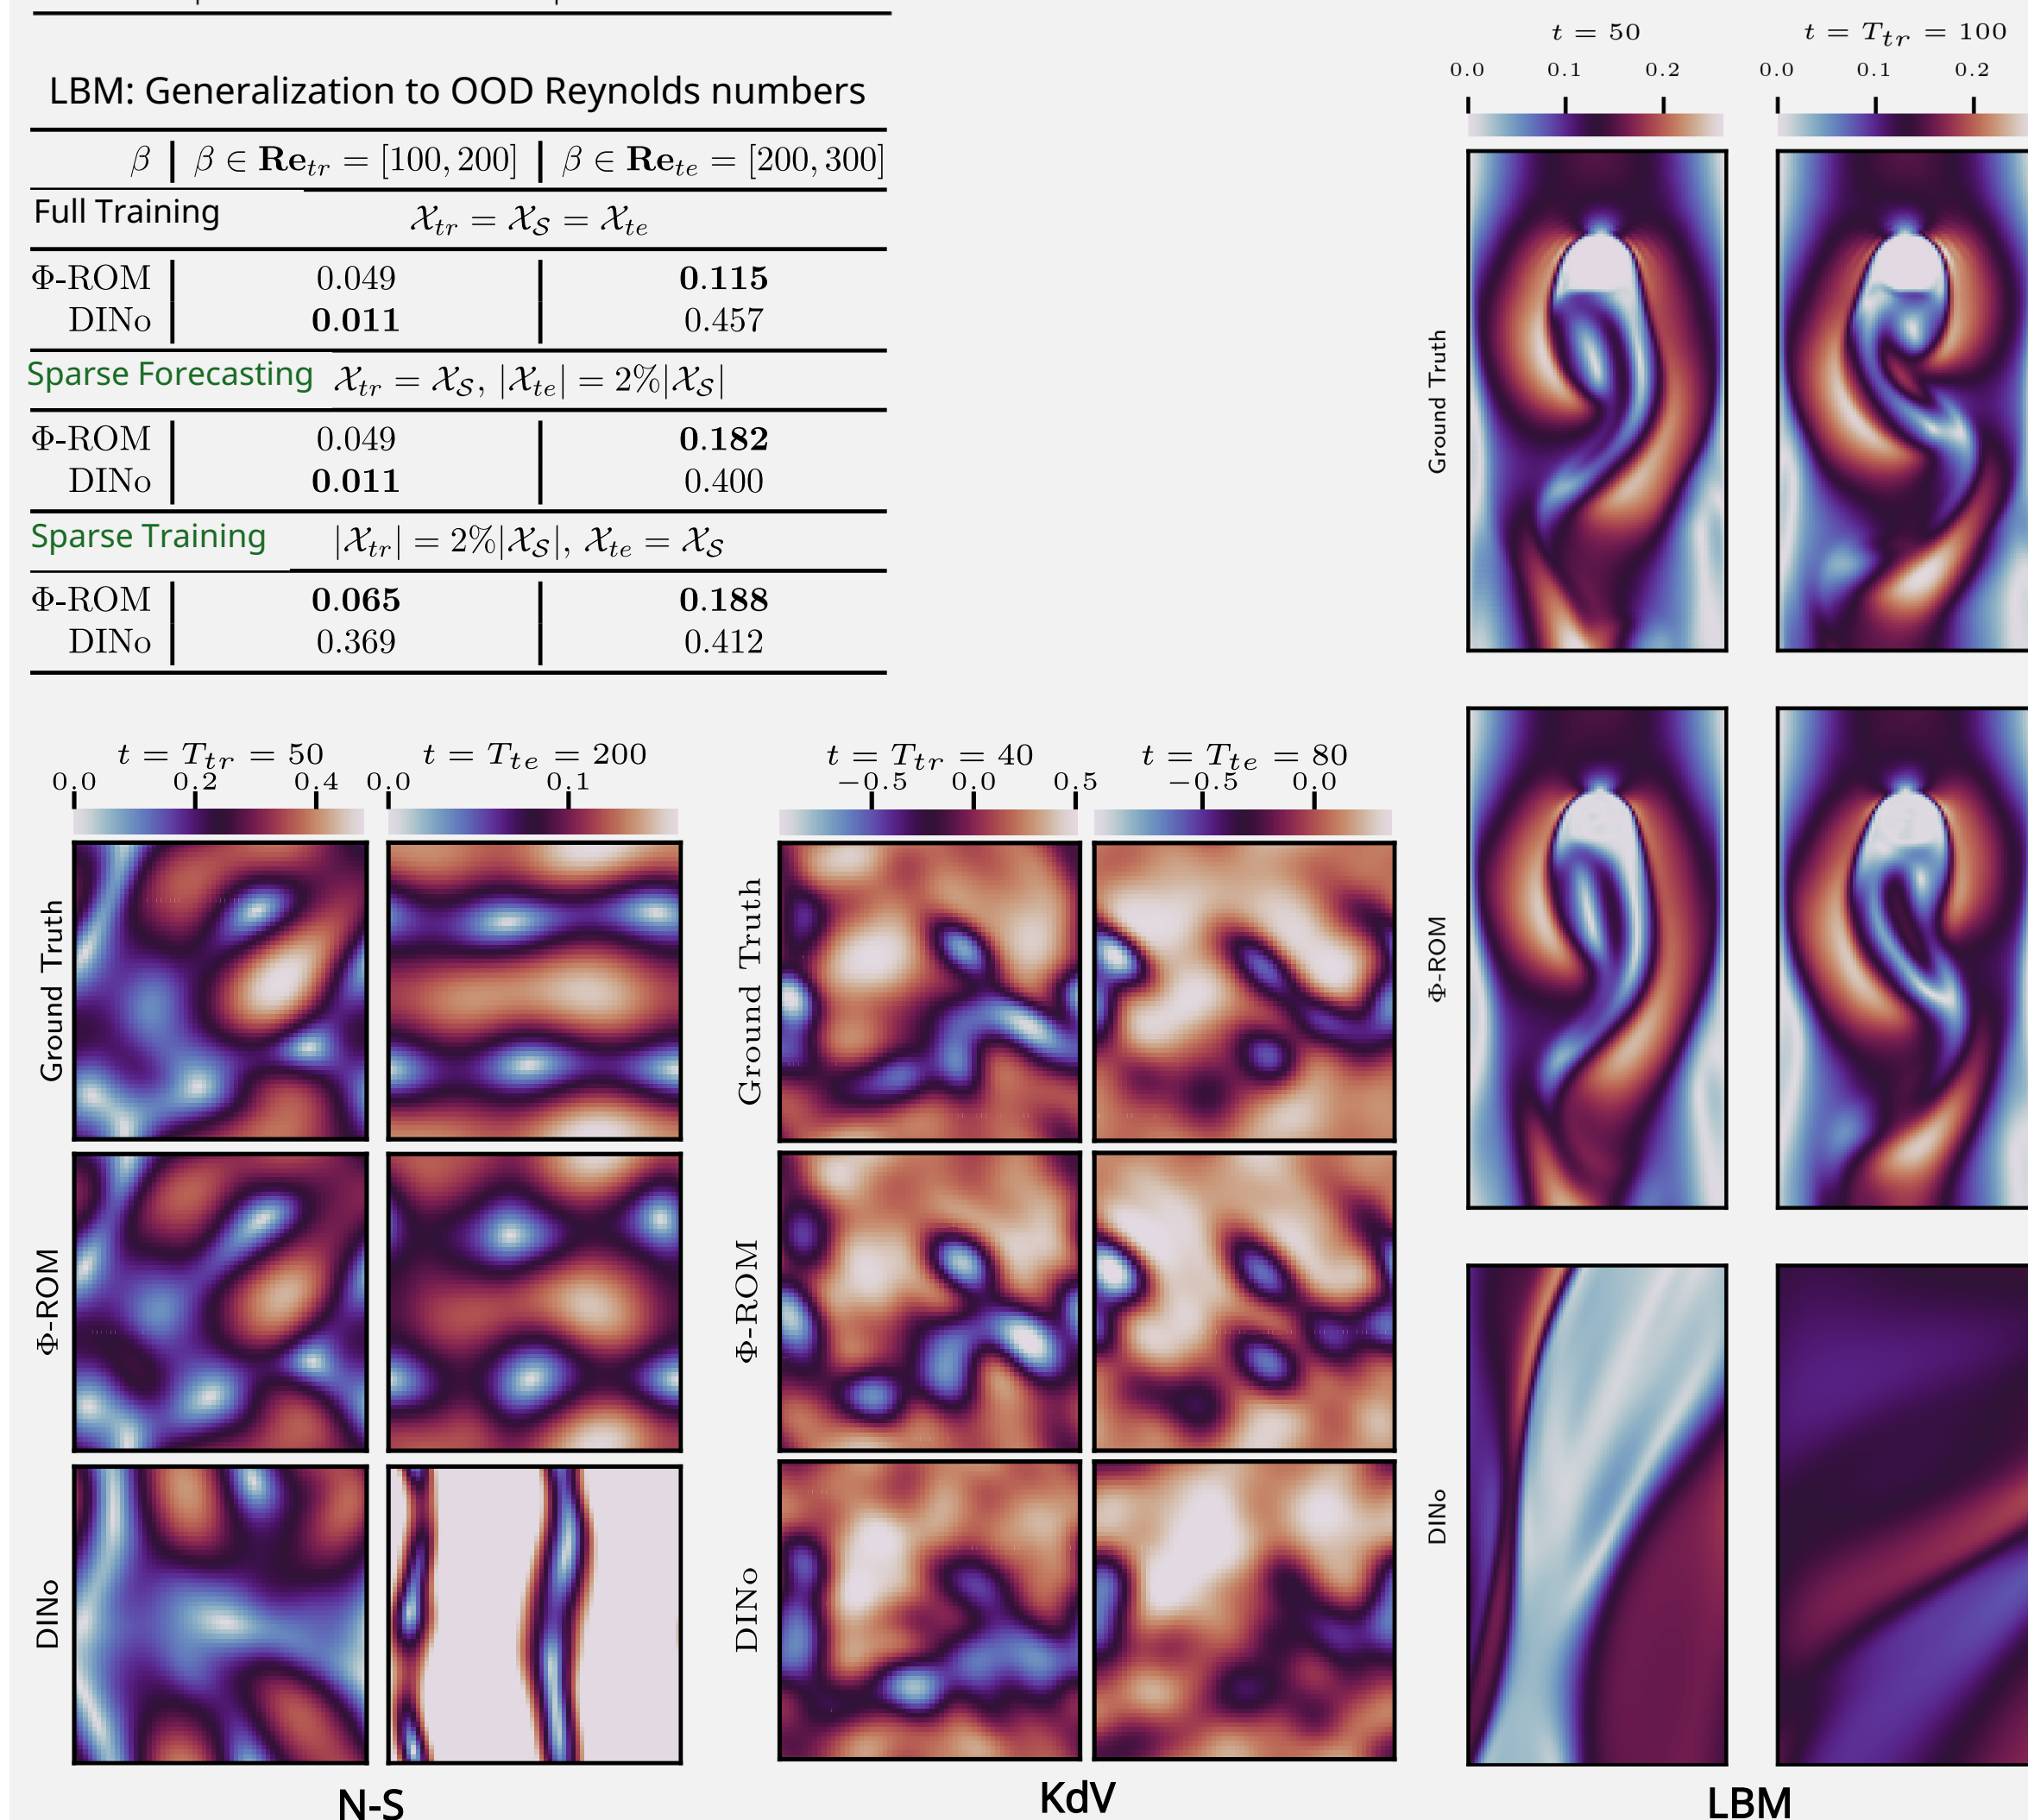 LBM: Generalization to OOD Reynolds numbers
β | β ∈ Re_tr = [100, 200] | β ∈ Re_te = [200, 300]
Full Training 𝒳_tr = 𝒳_𝒮 = 𝒳_te
Φ-ROM | 0.049 | 0.115
DINo | 0.011 | 0.457
Sparse Forecasting 𝒳_tr = 𝒳_𝒮, |𝒳_te| = 2%|𝒳_𝒮|
Φ-ROM | 0.049 | 0.182
DINo | 0.011 | 0.400
Sparse Training |𝒳_tr| = 2%|𝒳_𝒮|, 𝒳_te = 𝒳_𝒮
Φ-ROM | 0.065 | 0.188
DINo | 0.369 | 0.412
t = T_tr = 50 t = T_te = 200
0.0 0.2 0.4 0.0 0.1
Ground Truth
Φ-ROM
DINo
N-S
t = T_tr = 40 t = T_te = 80
−0.5 0.0 0.5 −0.5 0.0
Ground Truth
Φ-ROM
DINo
KdV
t = 50 t = T_tr = 100
0.0 0.1 0.2 0.0 0.1 0.2
Ground Truth
Φ-ROM
DINo
LBM